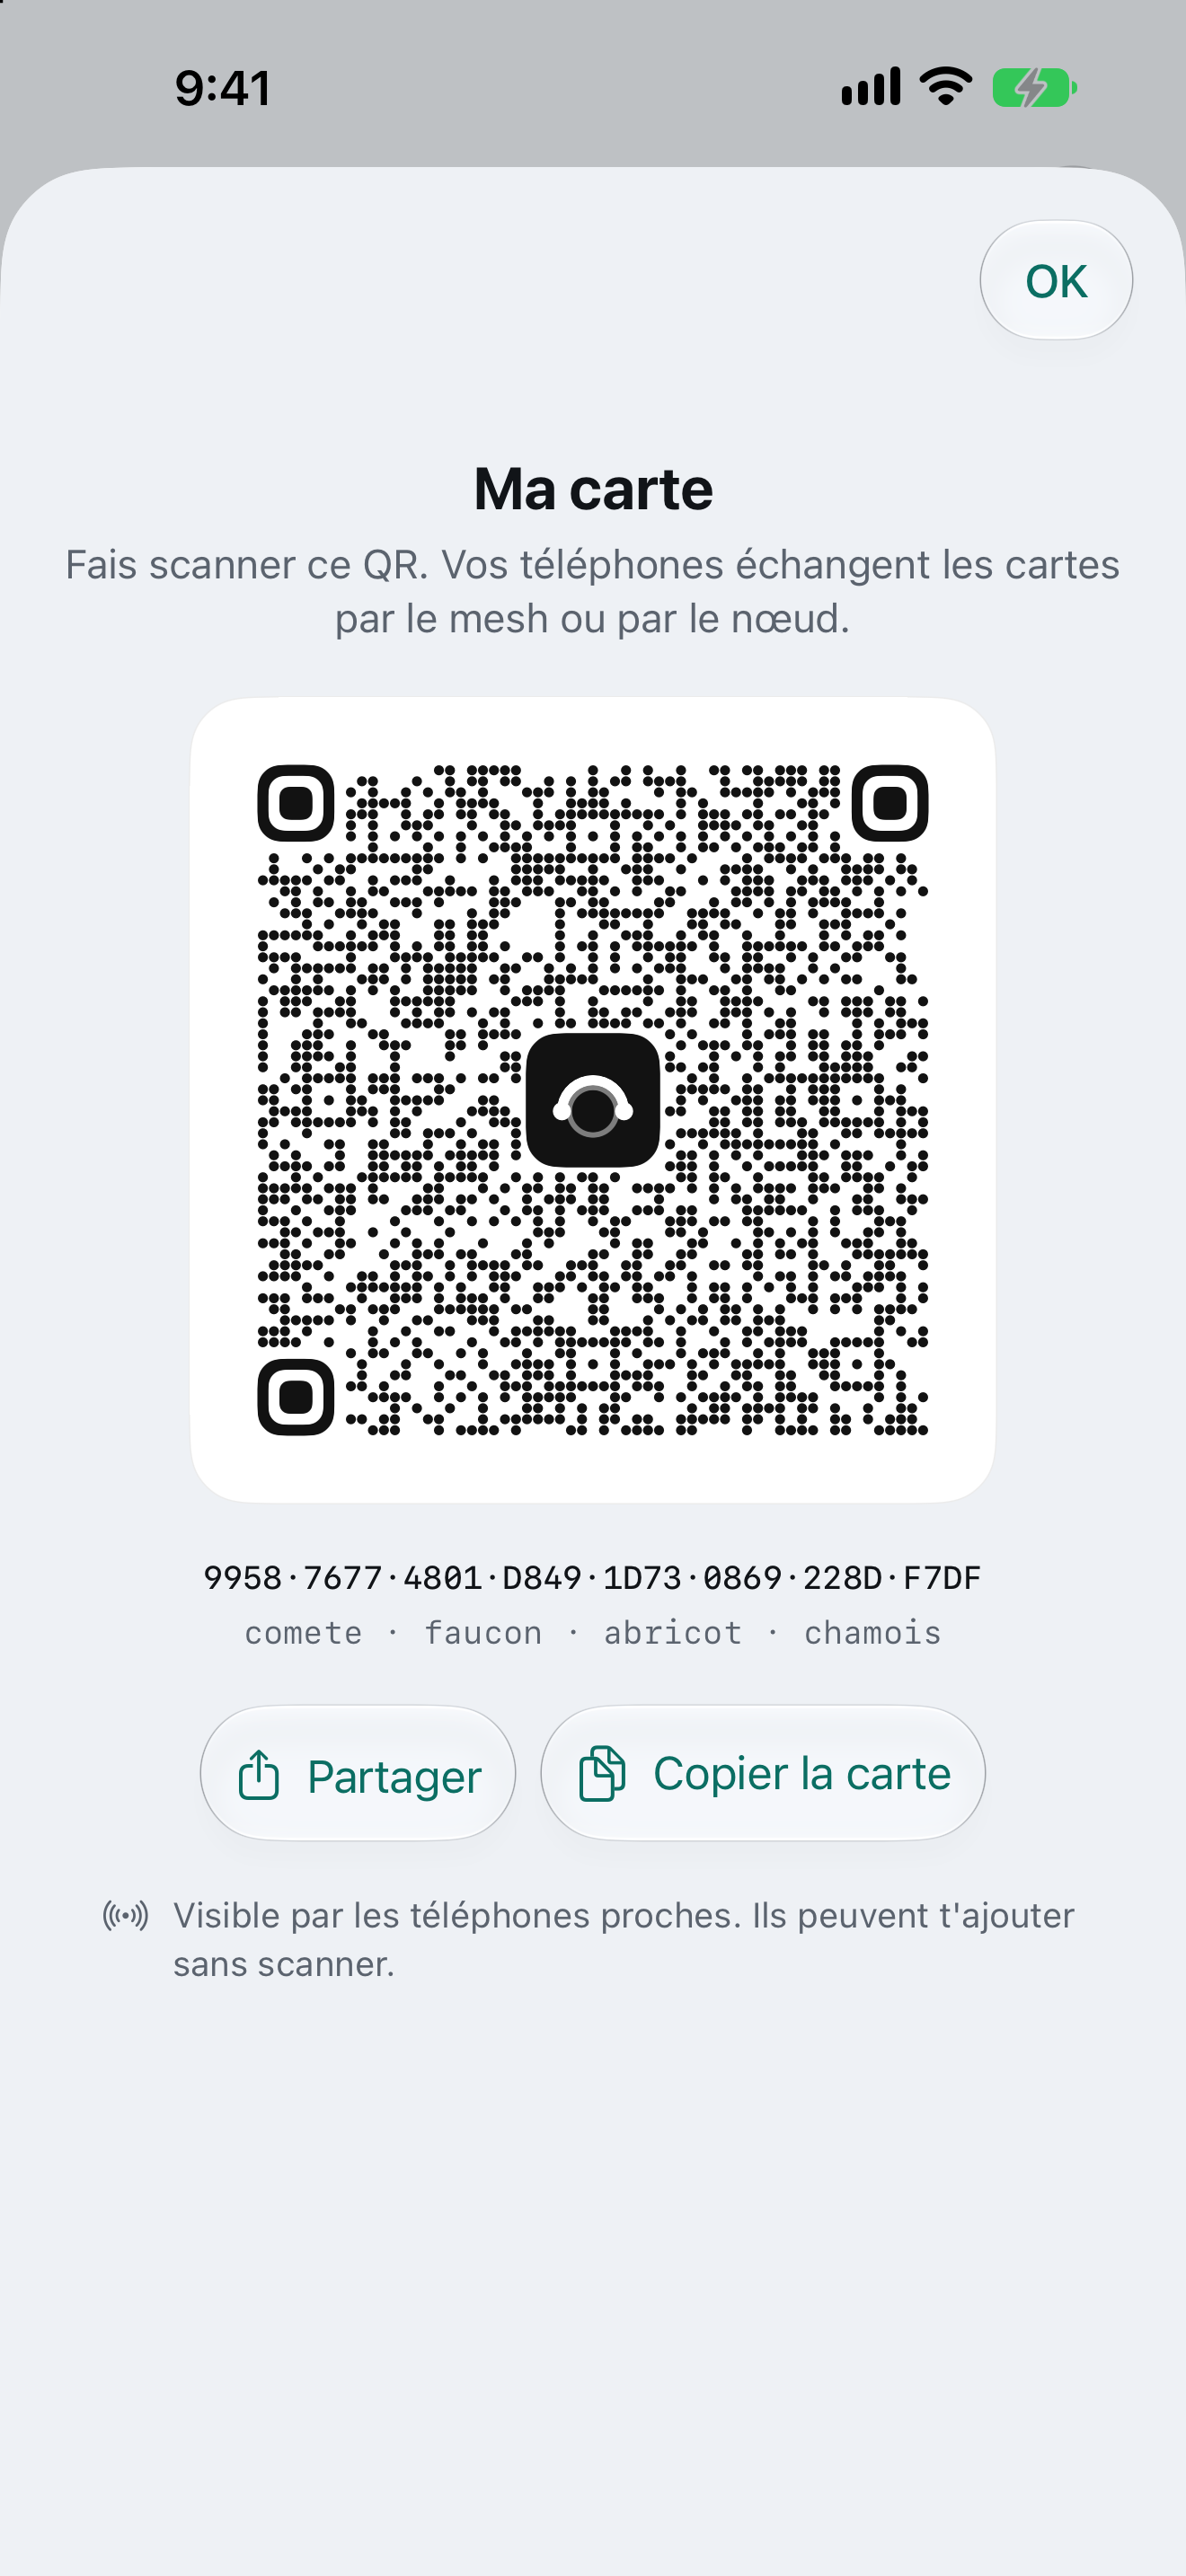 9:41
OK
Ma carte
Fais scanner ce QR. Vos téléphones échangent les cartes
par le mesh ou par le nœud.
9958·7677·4801·D849·1D73·0869·228D·F7DF
comete · faucon · abricot · chamois
Partager
Copier la carte
Visible par les téléphones proches. Ils peuvent t'ajouter
sans scanner.